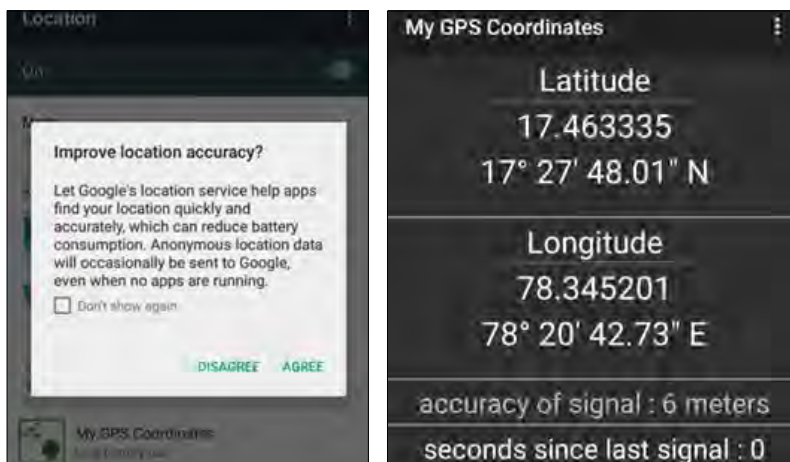 Location
On
Improve location accuracy?
Let Google's location service help apps
find your location quickly and
accurately, which can reduce battery
consumption. Anonymous location data
will occasionally be sent to Google,
even when no apps are running.
Don't show again
DISAGREE AGREE
My GPS Coordinates
My GPS Coordinates
Latitude
17.463335
17° 27' 48.01" N
Longitude
78.345201
78° 20' 42.73" E
accuracy of signal : 6 meters
seconds since last signal : 0